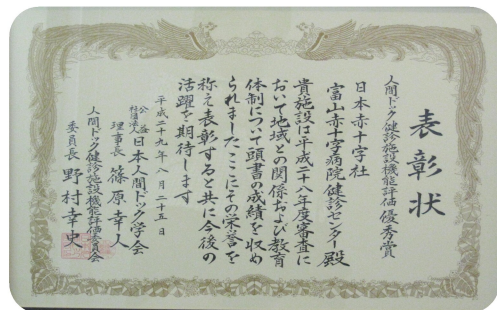 表彰状
人間ドック健診施設機能評価優秀賞
日本赤十字社
富山赤十字病院健診センター殿
貴施設は平成二十八年度審査に
おいて地域との関係および教育
体制について頭書の成績を収め
られましたここにその栄誉を
称え表彰すると共に今後の
活躍を期待します
平成二十九年八月二十五日
公益社団法人日本人間ドック学会
理事長 篠原幸人
人間ドック健診施設機能評価委員会
委員長 野村幸史